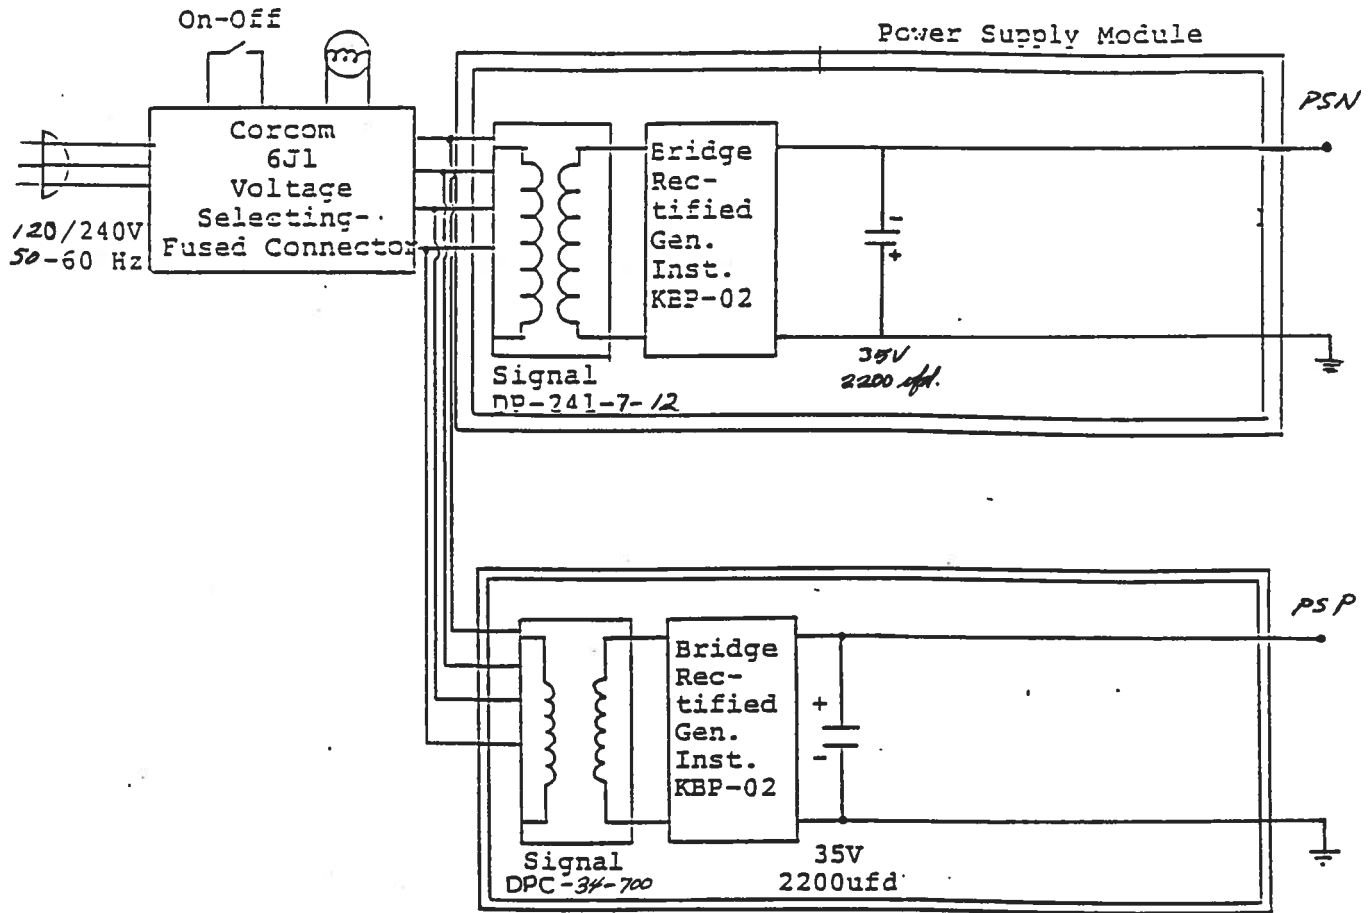 On-Off
Power Supply Module
PSN
Corcom
6J1
Voltage
Selecting-
Fused Connector
120/240V
50-60 Hz
Bridge
Rec-
tified
Gen.
Inst.
KBP-02
-
+
35V
2200 ufd.
Signal
DP-241-7-12
PSP
Bridge
Rec-
tified
Gen.
Inst.
KBP-02
+
-
35V
2200ufd
Signal
DPC-34-700